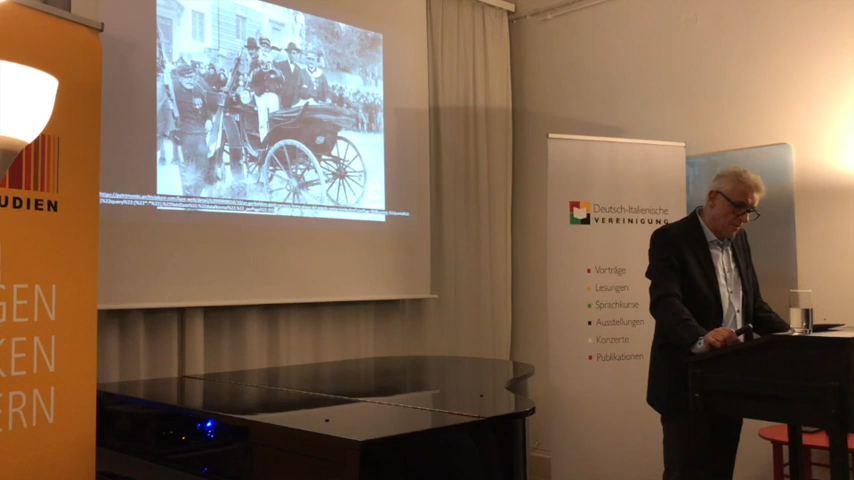 UDIEN
GEN
KEN
ERN
Deutsch-Italienische
VEREINIGUNG
Vorträge
Lesungen
Sprachkurse
Ausstellungen
Konzerte
Publikationen